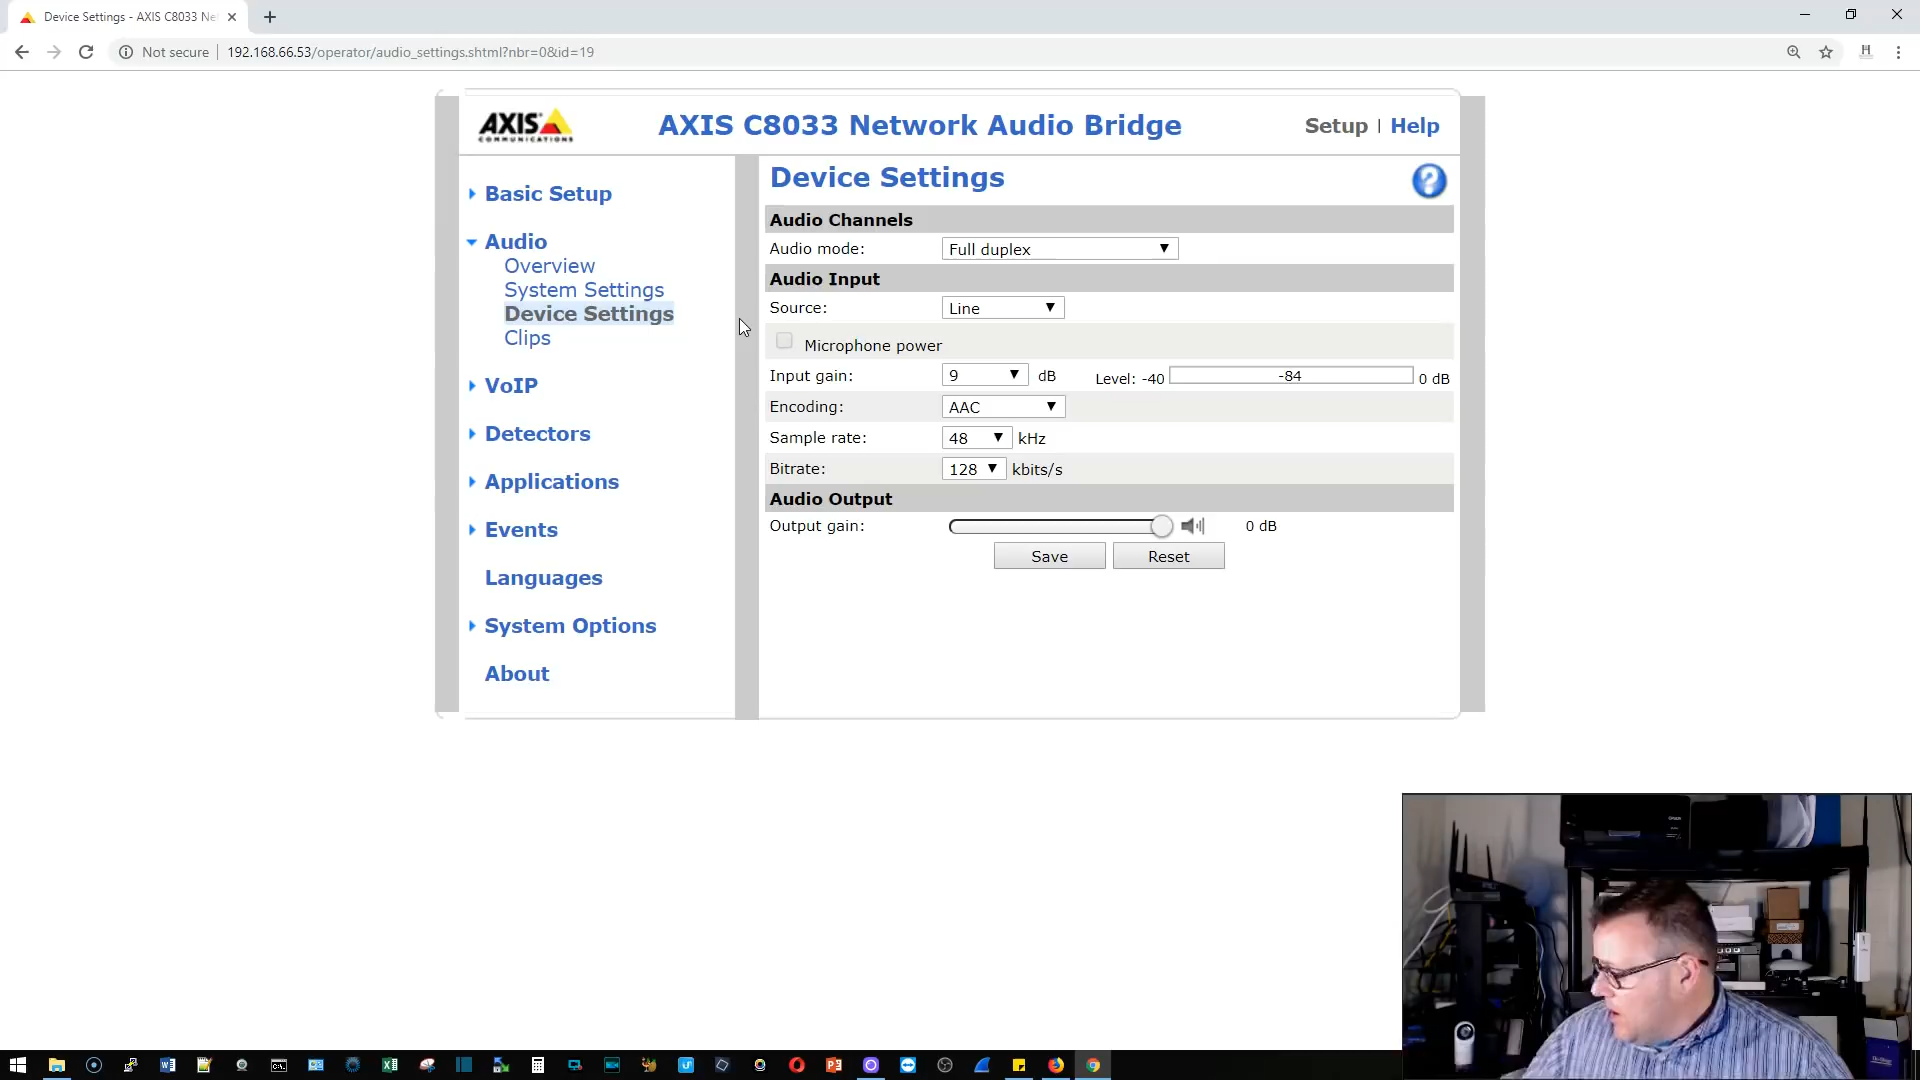 Device Settings - AXIS C8033 Ne
Not secure
192.168.66.53/operator/audio_settings.shtml?nbr=0&id=19
AXIS
COMMUNICATIONS
AXIS C8033 Network Audio Bridge
Setup | Help
Basic Setup
Audio
Overview
System Settings
Device Settings
Clips
VoIP
Detectors
Applications
Events
Languages
System Options
About
Device Settings
?
Audio Channels
Audio mode: Full duplex
Audio Input
Source: Line
Microphone power
Input gain: 9 dB Level: -40 -84 0 dB
Encoding: AAC
Sample rate: 48 kHz
Bitrate: 128 kbits/s
Audio Output
Output gain: 0 dB
Save Reset